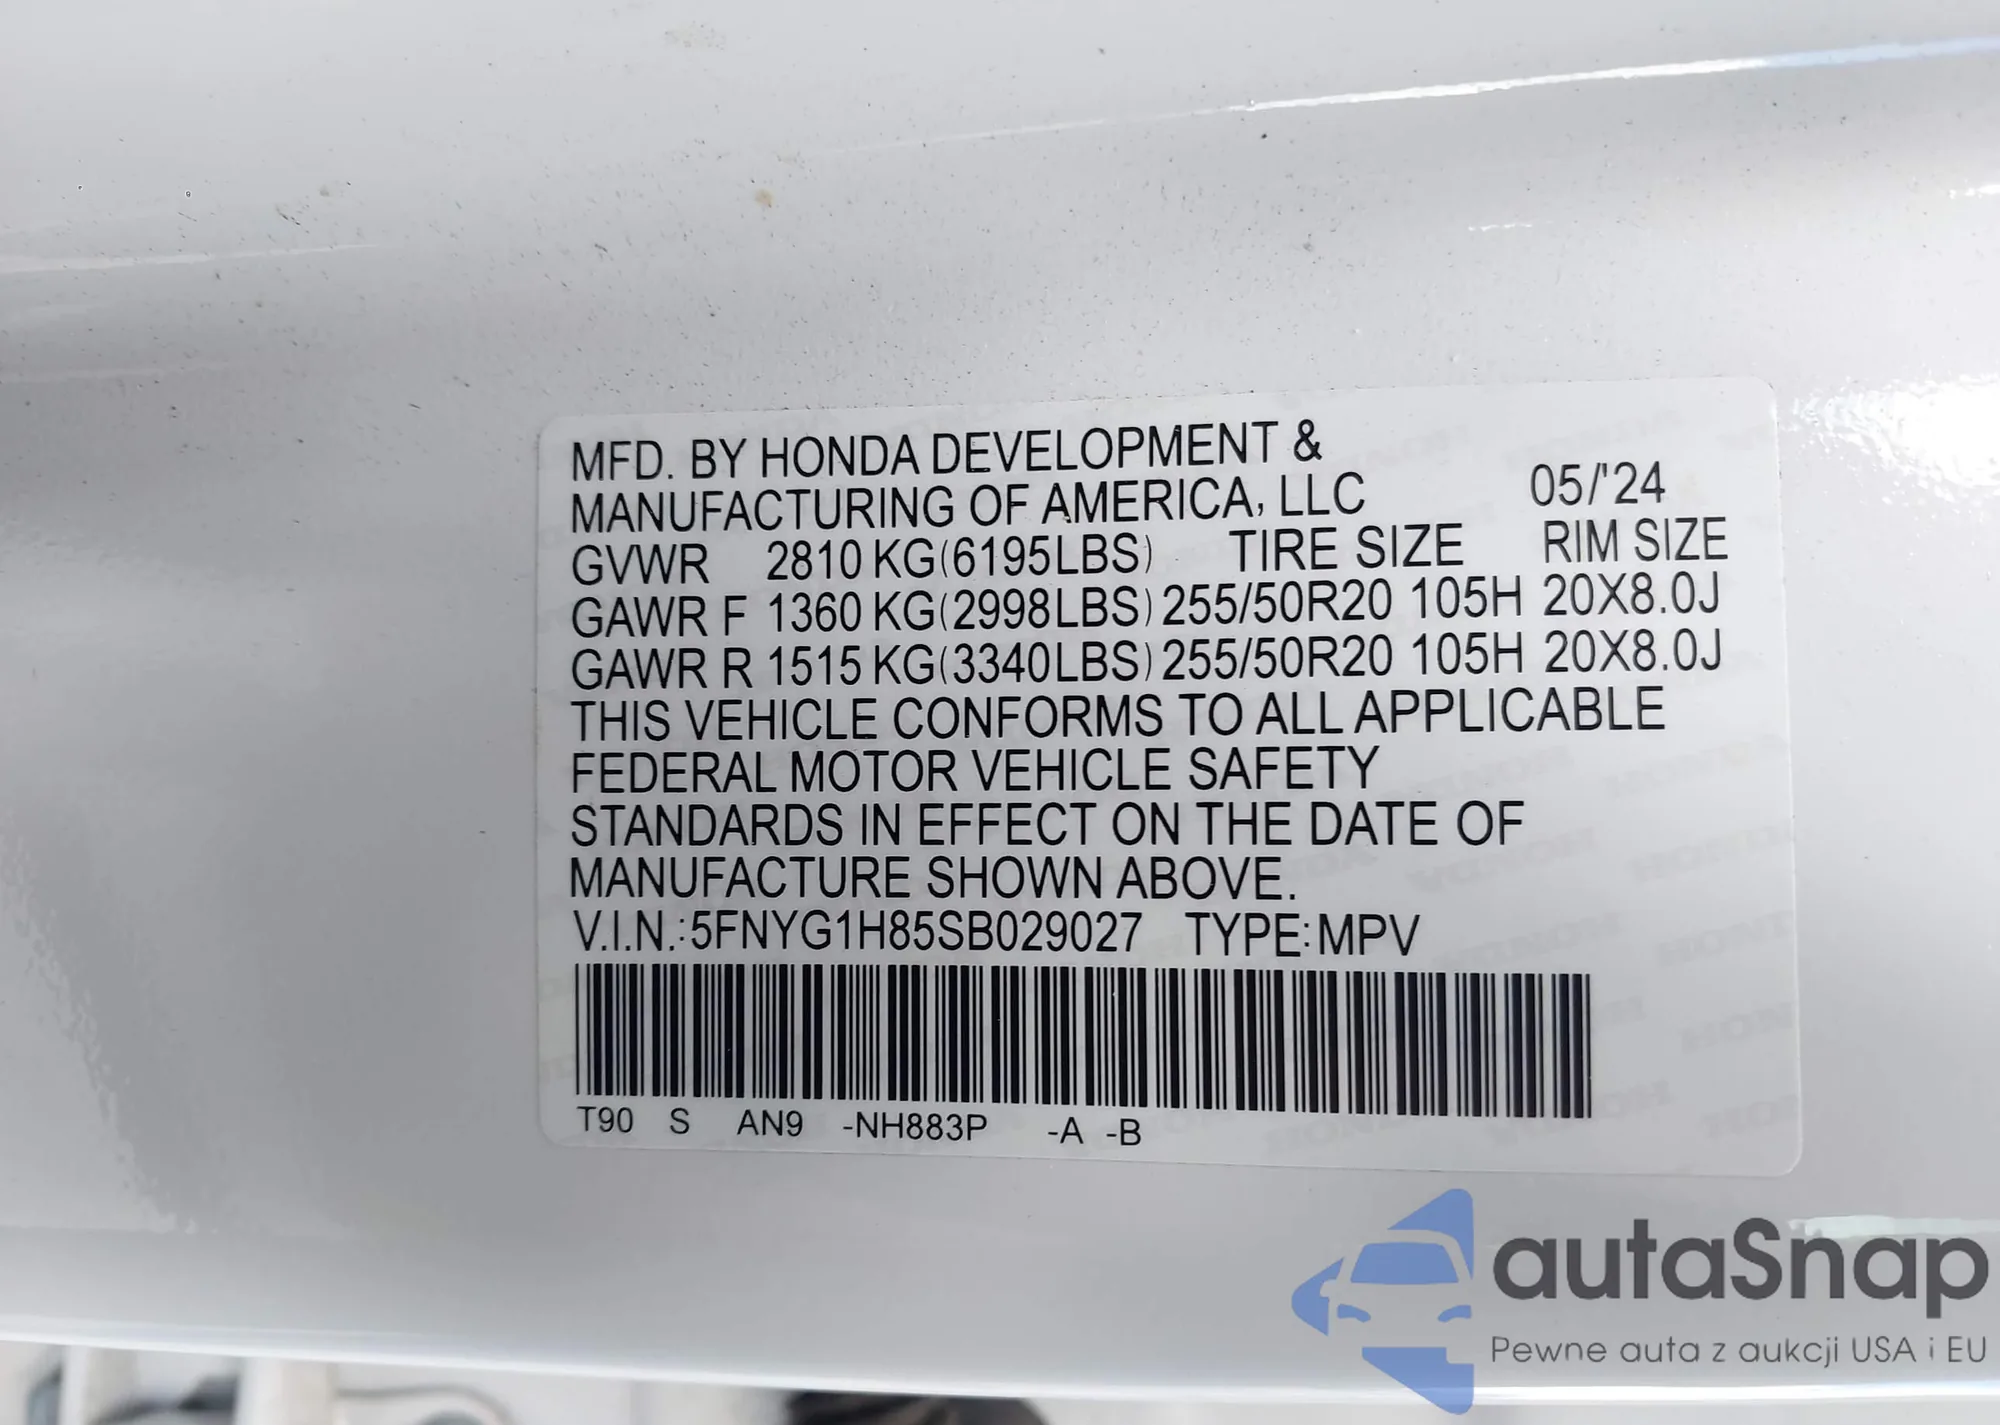 MFD. BY HONDA DEVELOPMENT &
MANUFACTURING OF AMERICA, LLC 05/'24
GVWR 2810 KG(6195LBS) TIRE SIZE RIM SIZE
GAWR F 1360 KG(2998LBS) 255/50R20 105H 20X8.0J
GAWR R 1515 KG(3340LBS) 255/50R20 105H 20X8.0J
THIS VEHICLE CONFORMS TO ALL APPLICABLE
FEDERAL MOTOR VEHICLE SAFETY
STANDARDS IN EFFECT ON THE DATE OF
MANUFACTURE SHOWN ABOVE.
V.I.N.:5FNYG1H85SB029027 TYPE:MPV
T90 S AN9 -NH883P -A -B
autaSnap
Pewne auta z aukcji USA i EU